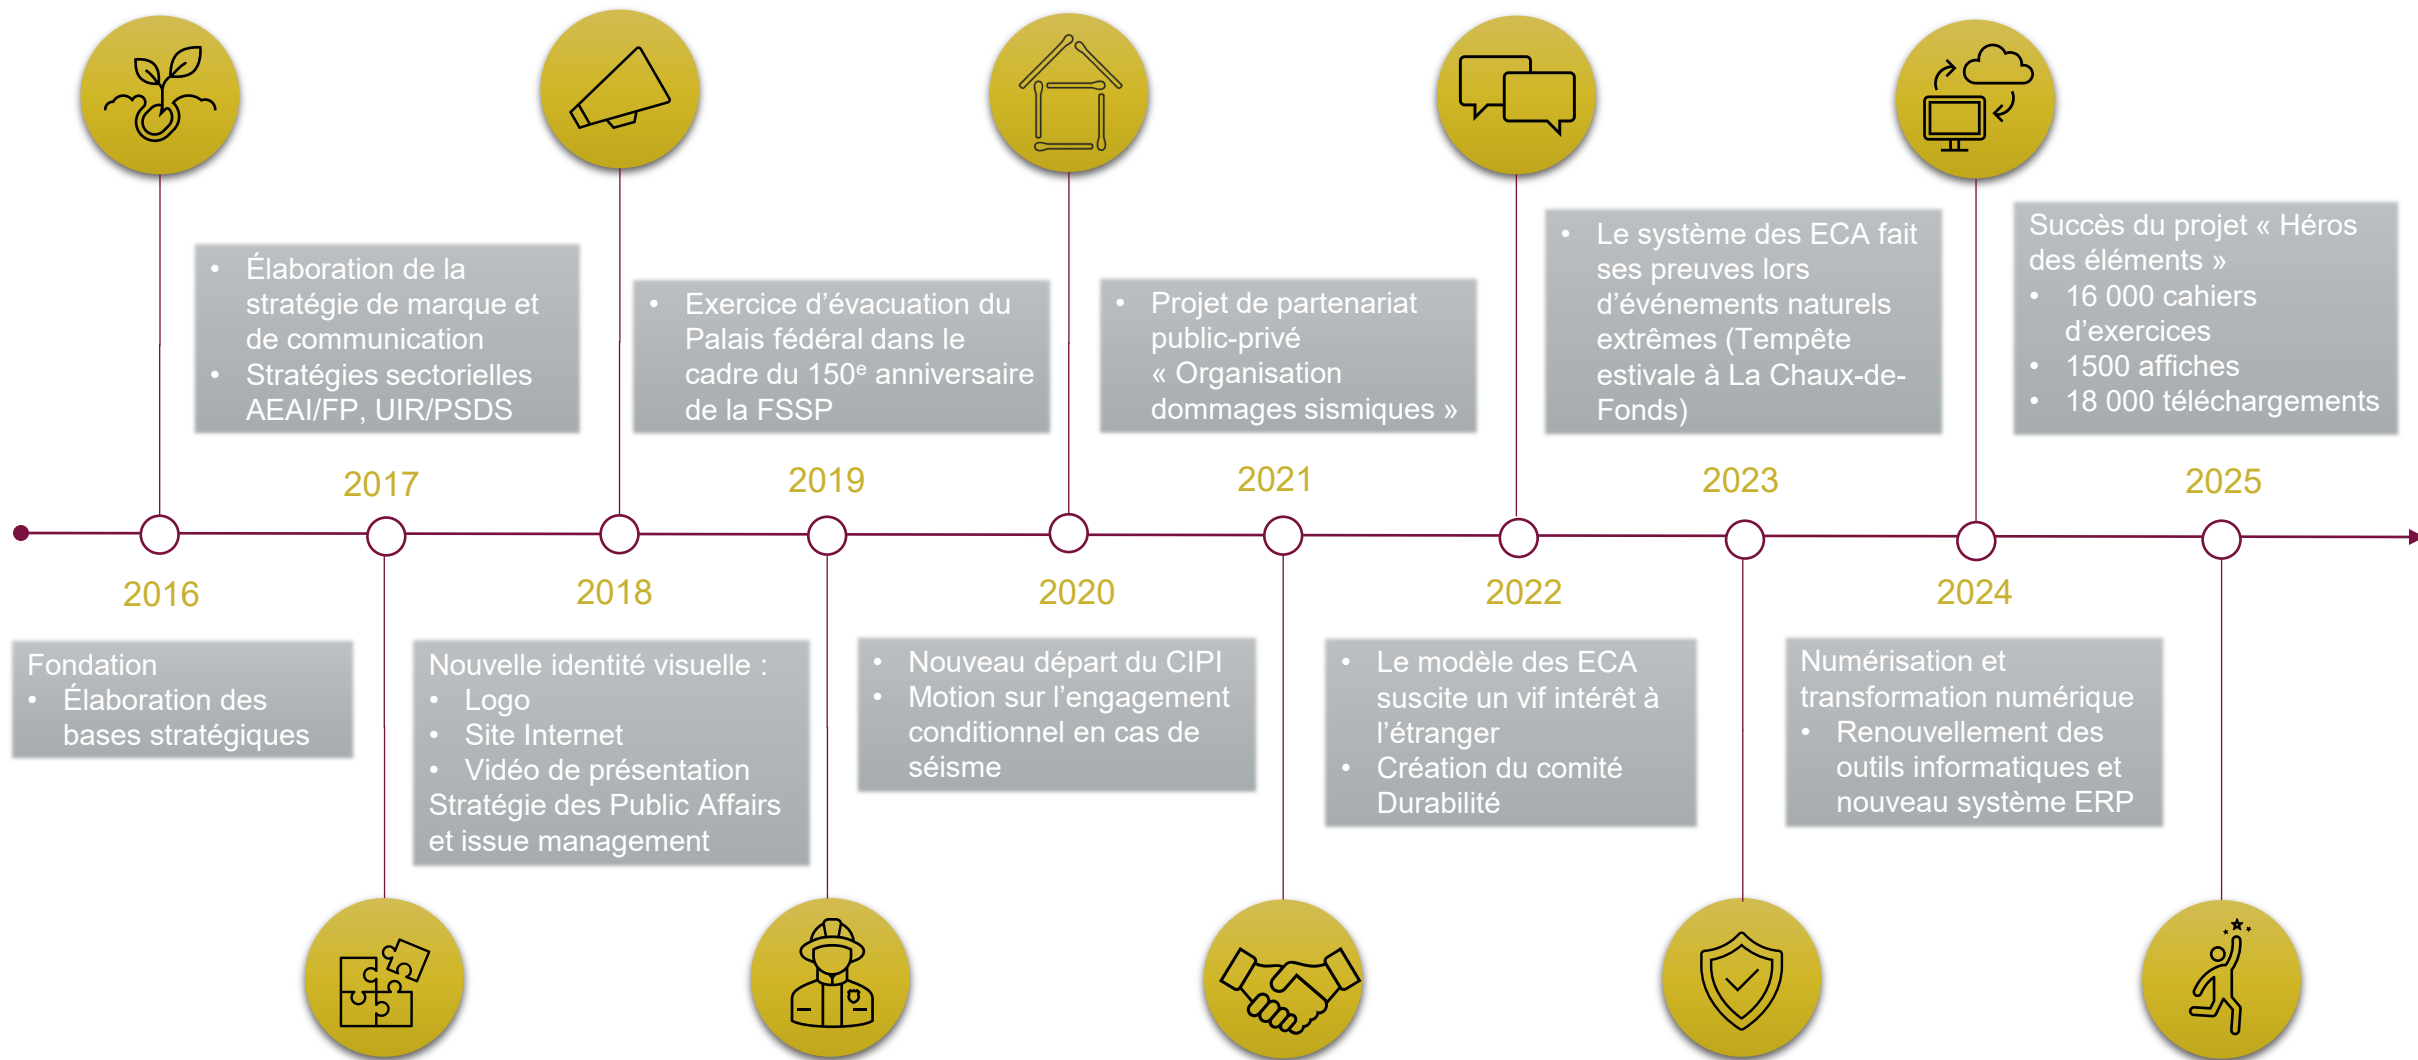 2016
Fondation
• Élaboration des
bases stratégiques
• Élaboration de la
stratégie de marque et
de communication
• Stratégies sectorielles
AEAI/FP, UIR/PSDS
2017
2018
Nouvelle identité visuelle :
• Logo
• Site Internet
• Vidéo de présentation
Stratégie des Public Affairs
et issue management
• Exercice d’évacuation du
Palais fédéral dans le
cadre du 150e anniversaire
de la FSSP
2019
2020
• Nouveau départ du CIPI
• Motion sur l’engagement
conditionnel en cas de
séisme
• Projet de partenariat
public-privé
« Organisation
dommages sismiques »
2021
2022
• Le modèle des ECA
suscite un vif intérêt à
l’étranger
• Création du comité
Durabilité
• Le système des ECA fait
ses preuves lors
d’événements naturels
extrêmes (Tempête
estivale à La Chaux-de-
Fonds)
2023
2024
Numérisation et
transformation numérique
• Renouvellement des
outils informatiques et
nouveau système ERP
Succès du projet « Héros
des éléments »
• 16 000 cahiers
d’exercices
• 1500 affiches
• 18 000 téléchargements
2025